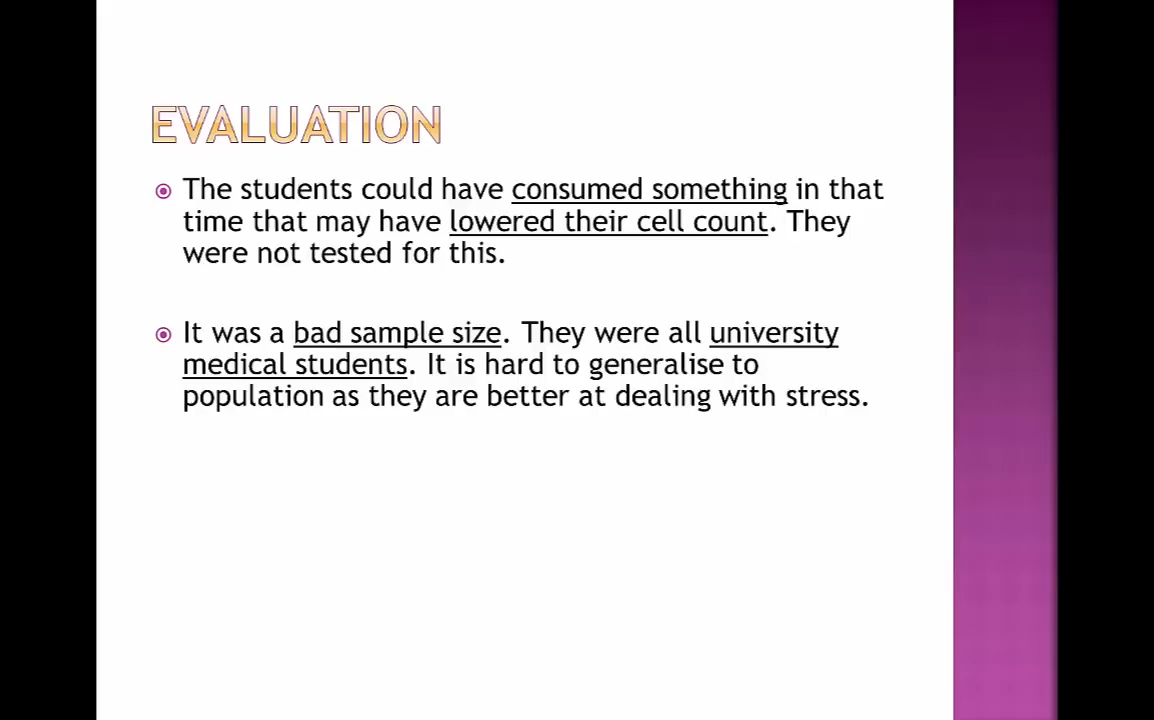 EVALUATION
The students could have consumed something in that
time that may have lowered their cell count. They
were not tested for this.
It was a bad sample size. They were all university
medical students. It is hard to generalise to
population as they are better at dealing with stress.